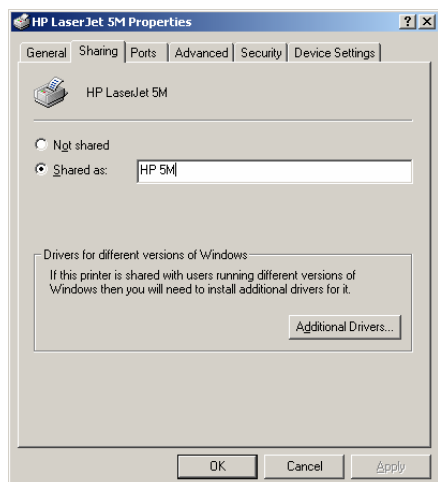 HP LaserJet 5M Properties
General Sharing Ports Advanced Security Device Settings
HP LaserJet 5M
Not shared
Shared as: HP 5M
Drivers for different versions of Windows
If this printer is shared with users running different versions of
Windows then you will need to install additional drivers for it.
Additional Drivers...
OK Cancel Apply